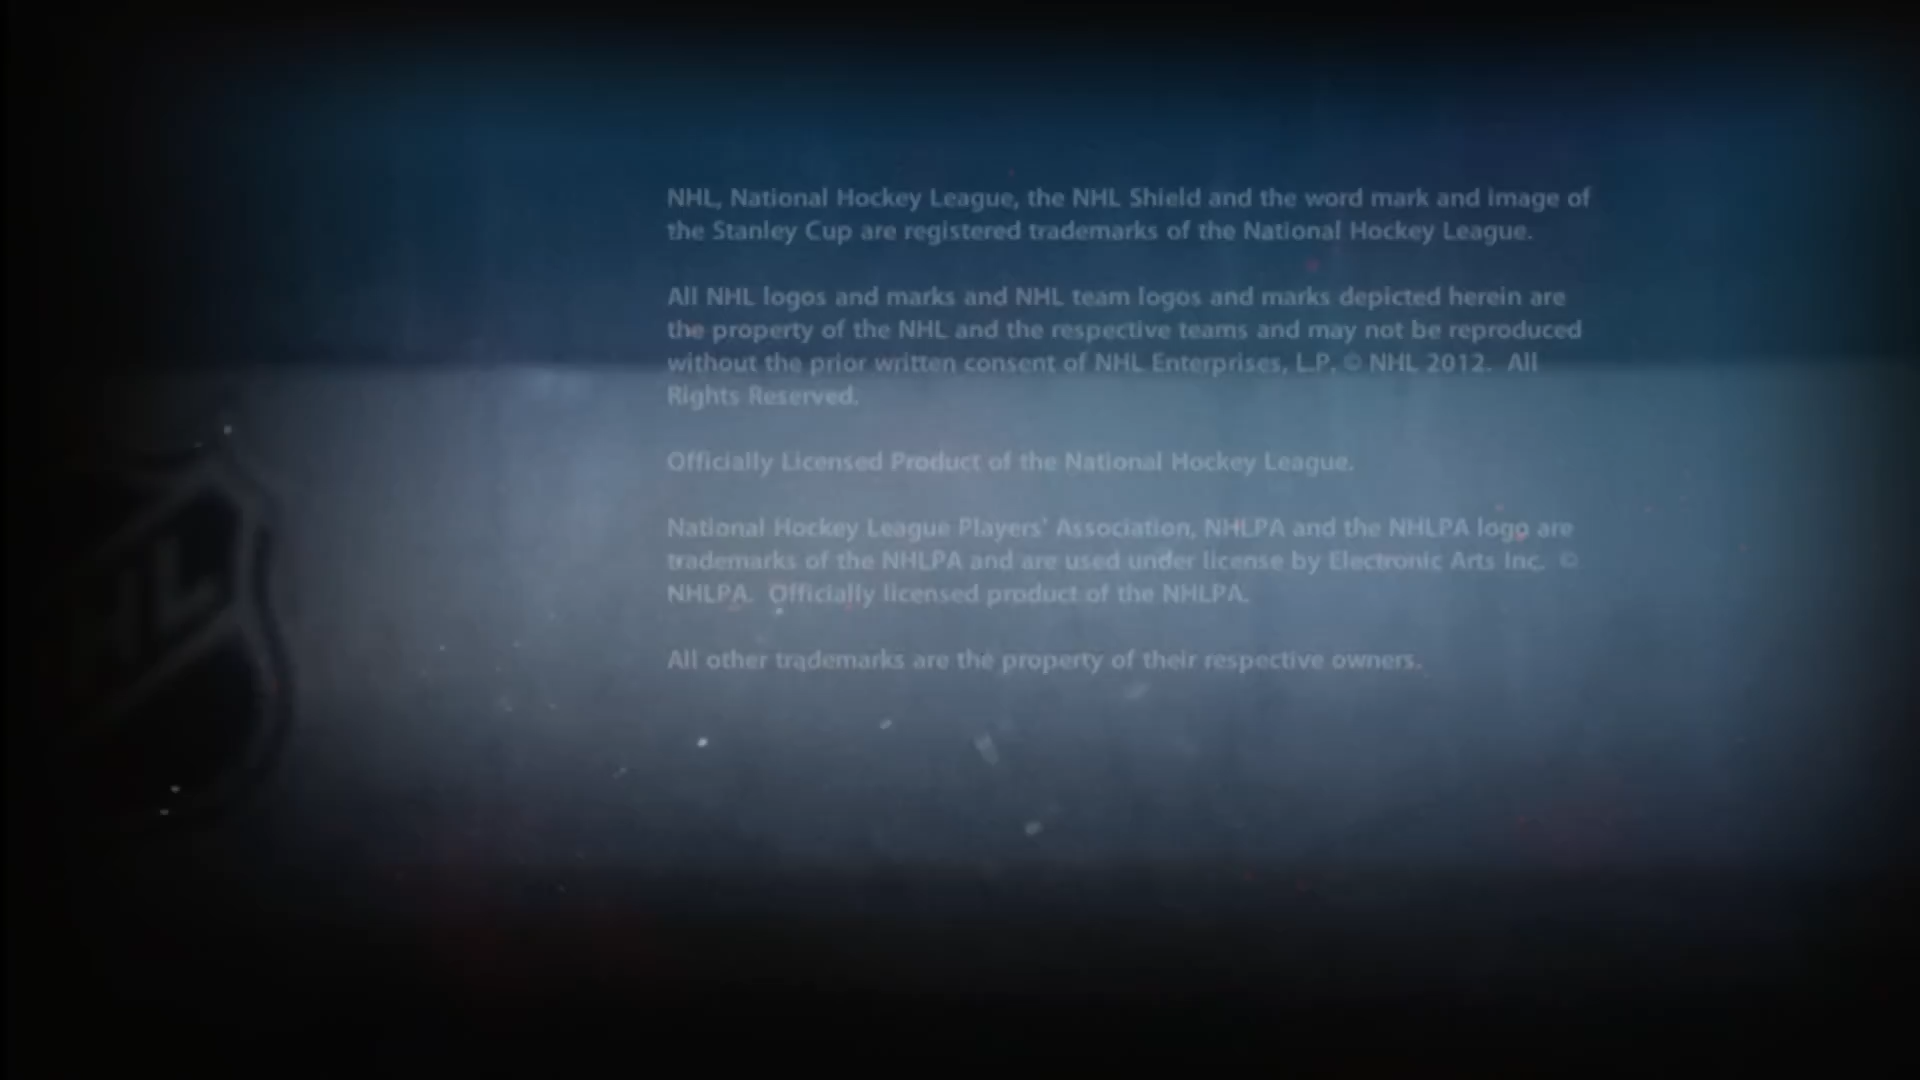 NHL, National Hockey League, the NHL Shield and the word mark and image of
the Stanley Cup are registered trademarks of the National Hockey League.
All NHL logos and marks and NHL team logos and marks depicted herein are
the property of the NHL and the respective teams and may not be reproduced
without the prior written consent of NHL Enterprises, L.P. © NHL 2012.  All
Rights Reserved.
Officially Licensed Product of the National Hockey League.
National Hockey League Players' Association, NHLPA and the NHLPA logo are
trademarks of the NHLPA and are used under license by Electronic Arts Inc.  ©
NHLPA.  Officially licensed product of the NHLPA.
All other trademarks are the property of their respective owners.